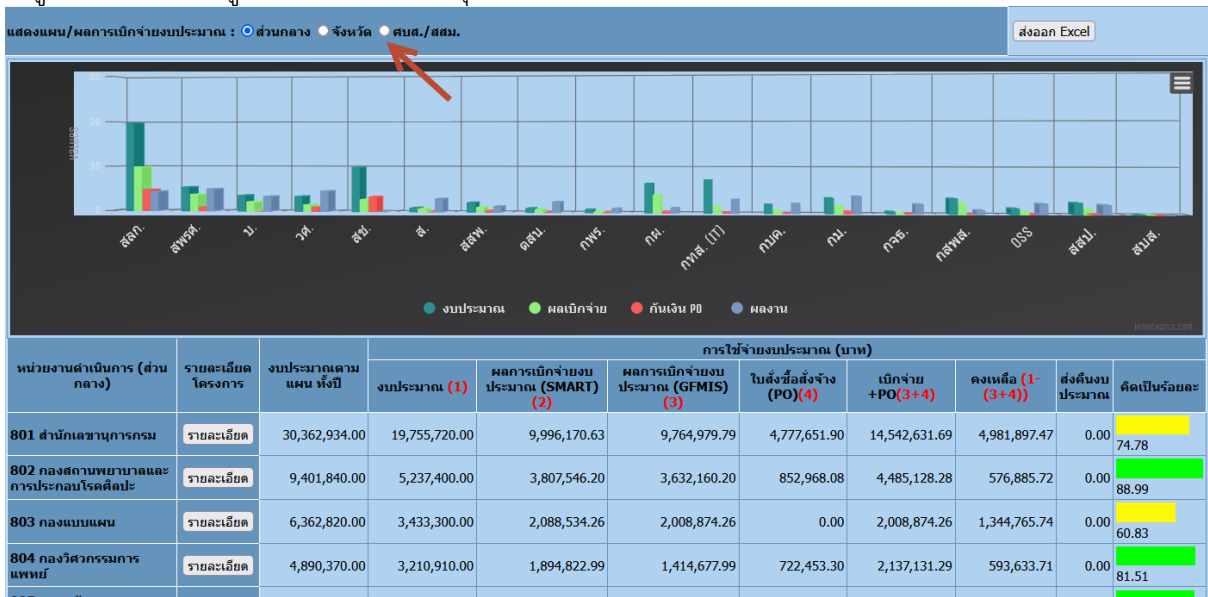 แสดงแผน/ผลการเบิกจ่ายงบประมาณ : ส่วนกลาง จังหวัด ศบส./สสม. ส่งออก Excel
30
20
10
0
values
สลก. สพรศ. บ. วศ. สช. ส. สสพ. ตสน. กพร. กผ. กทส. (IT) กบค. กม. กจธ. กสพส. OSS สสบ. สบส.
งบประมาณ ผลเบิกจ่าย กันเงิน PO ผลงาน
Highcharts.com
หน่วยงานดำเนินการ (ส่วน
กลาง)
รายละเอียด
โครงการ
งบประมาณตาม
แผน ทั้งปี
การใช้จ่ายงบประมาณ (บาท)
งบประมาณ (1)
ผลการเบิกจ่ายงบ
ประมาณ (SMART)
(2)
ผลการเบิกจ่ายงบ
ประมาณ (GFMIS)
(3)
ใบสั่งซื้อสั่งจ้าง
(PO)(4)
เบิกจ่าย
+PO(3+4)
คงเหลือ (1-
(3+4))
ส่งคืนงบ
ประมาณ
คิดเป็นร้อยละ
801 สำนักเลขานุการกรม รายละเอียด 30,362,934.00 19,755,720.00 9,996,170.63 9,764,979.79 4,777,651.90 14,542,631.69 4,981,897.47 0.00
74.78
802 กองสถานพยาบาลและ
การประกอบโรคศิลปะ รายละเอียด 9,401,840.00 5,237,400.00 3,807,546.20 3,632,160.20 852,968.08 4,485,128.28 576,885.72 0.00
88.99
803 กองแบบแผน รายละเอียด 6,362,820.00 3,433,300.00 2,088,534.26 2,008,874.26 0.00 2,008,874.26 1,344,765.74 0.00
60.83
804 กองวิศวกรรมการ
แพทย์ รายละเอียด 4,890,370.00 3,210,910.00 1,894,822.99 1,414,677.99 722,453.30 2,137,131.29 593,633.71 0.00
81.51